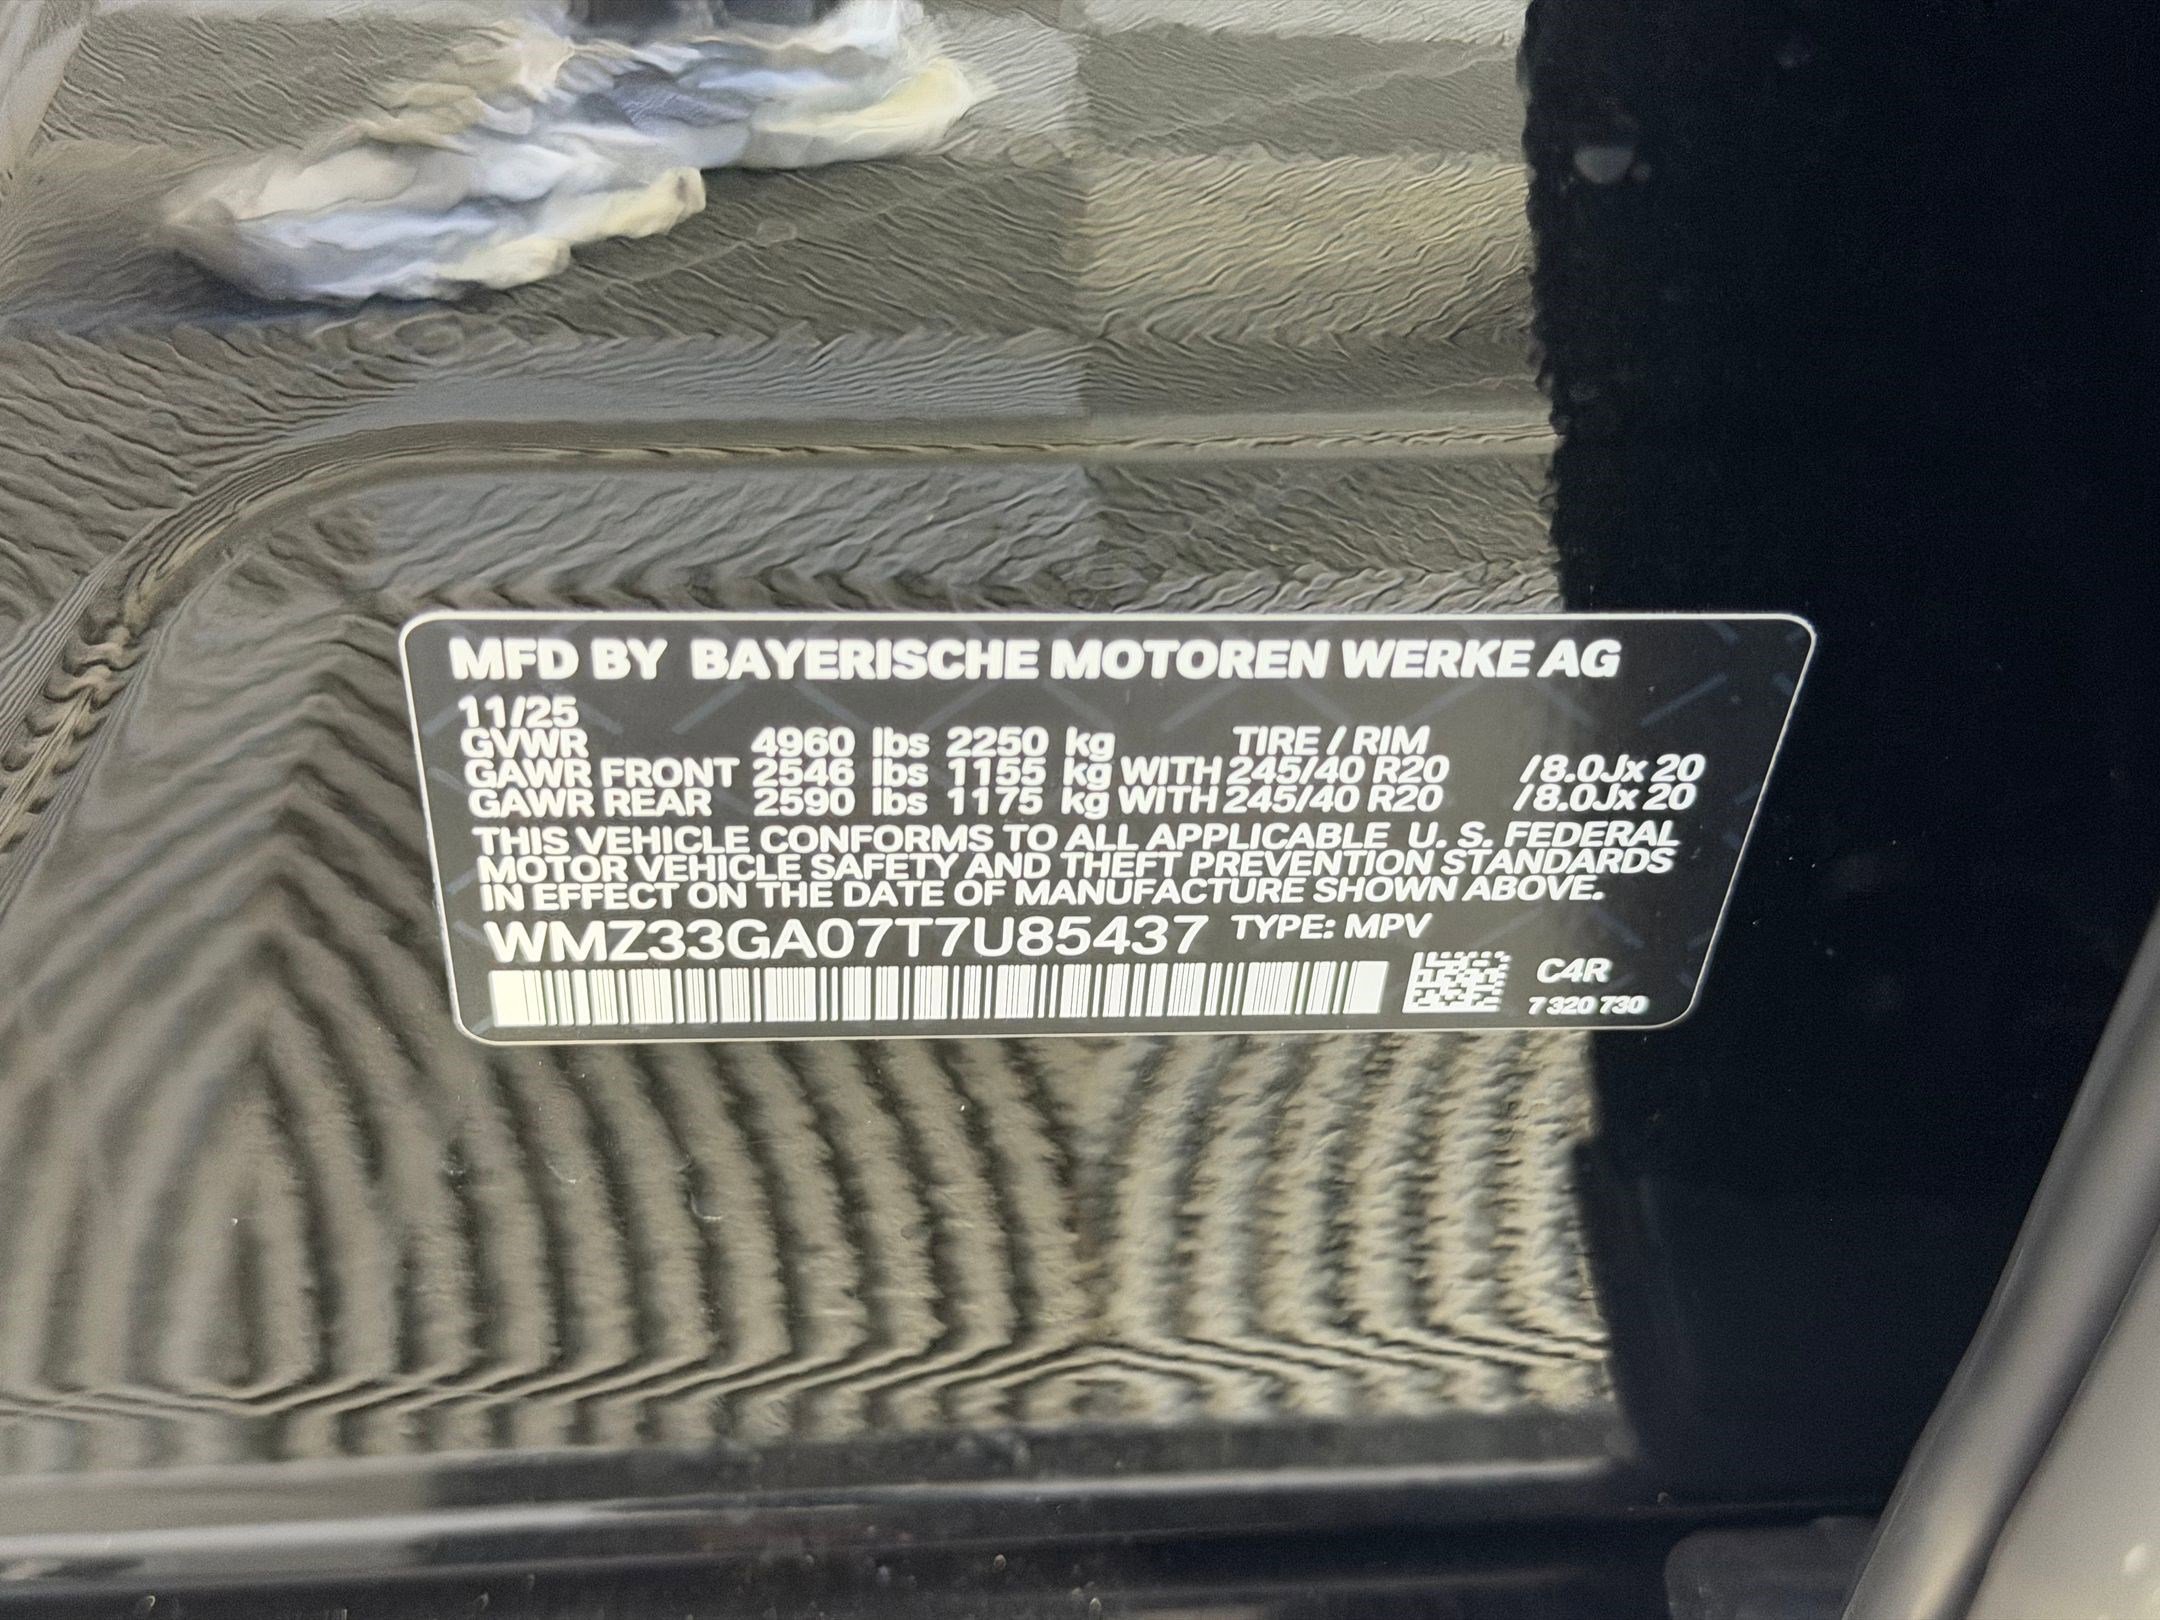 MFD BY BAYERISCHE MOTOREN WERKE AG
11/25
GVWR 4960 lbs 2250 kg TIRE / RIM
GAWR FRONT 2546 lbs 1155 kg WITH 245/40 R20 /8.0Jx 20
GAWR REAR 2590 lbs 1175 kg WITH 245/40 R20 /8.0Jx 20
THIS VEHICLE CONFORMS TO ALL APPLICABLE U. S. FEDERAL
MOTOR VEHICLE SAFETY AND THEFT PREVENTION STANDARDS
IN EFFECT ON THE DATE OF MANUFACTURE SHOWN ABOVE.
WMZ33GA07T7U85437 TYPE: MPV
C4R
7 320 730